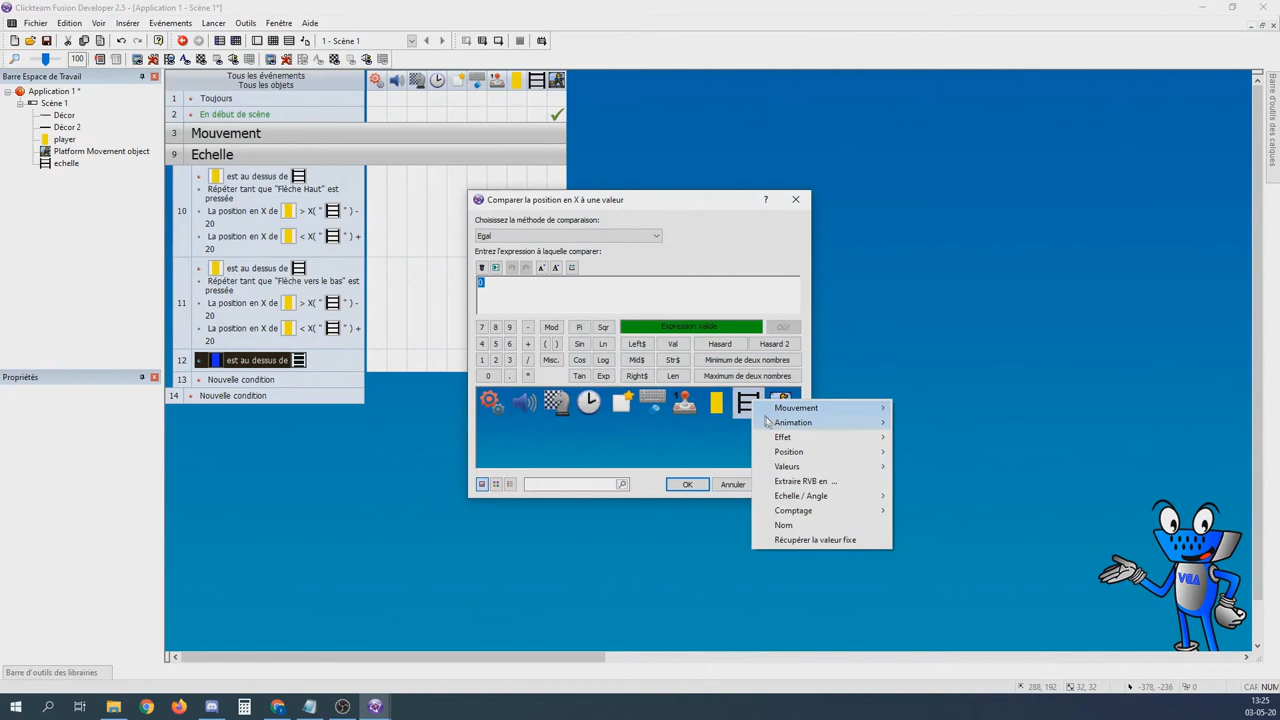 Clickteam Fusion Developer 2.5 - [Application 1 - Scène 1*]
Fichier Edition Voir Insérer Evénements Lancer Outils Fenêtre Aide
1 - Scène 1
100
Barre Espace de Travail
Application 1 *
Scène 1
Décor
Décor 2
player
Platform Movement object
echelle
Propriétés
Barre d'outils des librairies
Barre d'outils des calques
Tous les événements
Tous les objets
1 Toujours
2 En début de scène
3 Mouvement
9 Echelle
est au dessus de
Répéter tant que "Flèche Haut" est
pressée
10 La position en X de > X( " " ) -
20
La position en X de < X( " " ) +
20
est au dessus de
Répéter tant que "Flèche vers le bas" est
pressée
11 La position en X de > X( " " ) -
20
La position en X de < X( " " ) +
20
12 est au dessus de
13 Nouvelle condition
14 Nouvelle condition
Comparer la position en X à une valeur
?
Choisissez la méthode de comparaison:
Egal
Entrez l'expression à laquelle comparer:
0
7 8 9 - Mod Pi Sqr Expression valide
4 5 6 + ( ) Sin Ln Left$ Val Hasard Hasard 2
1 2 3 / Misc. Cos Log Mid$ Str$ Minimum de deux nombres
0 . * Tan Exp Right$ Len Maximum de deux nombres
OK Annuler
Mouvement
Animation
Effet
Position
Valeurs
Extraire RVB en ...
Echelle / Angle
Comptage
Nom
Récupérer la valeur fixe
VEA
288, 192 32, 32 -378, -236 0 CAP NUM
13:25
03-05-20